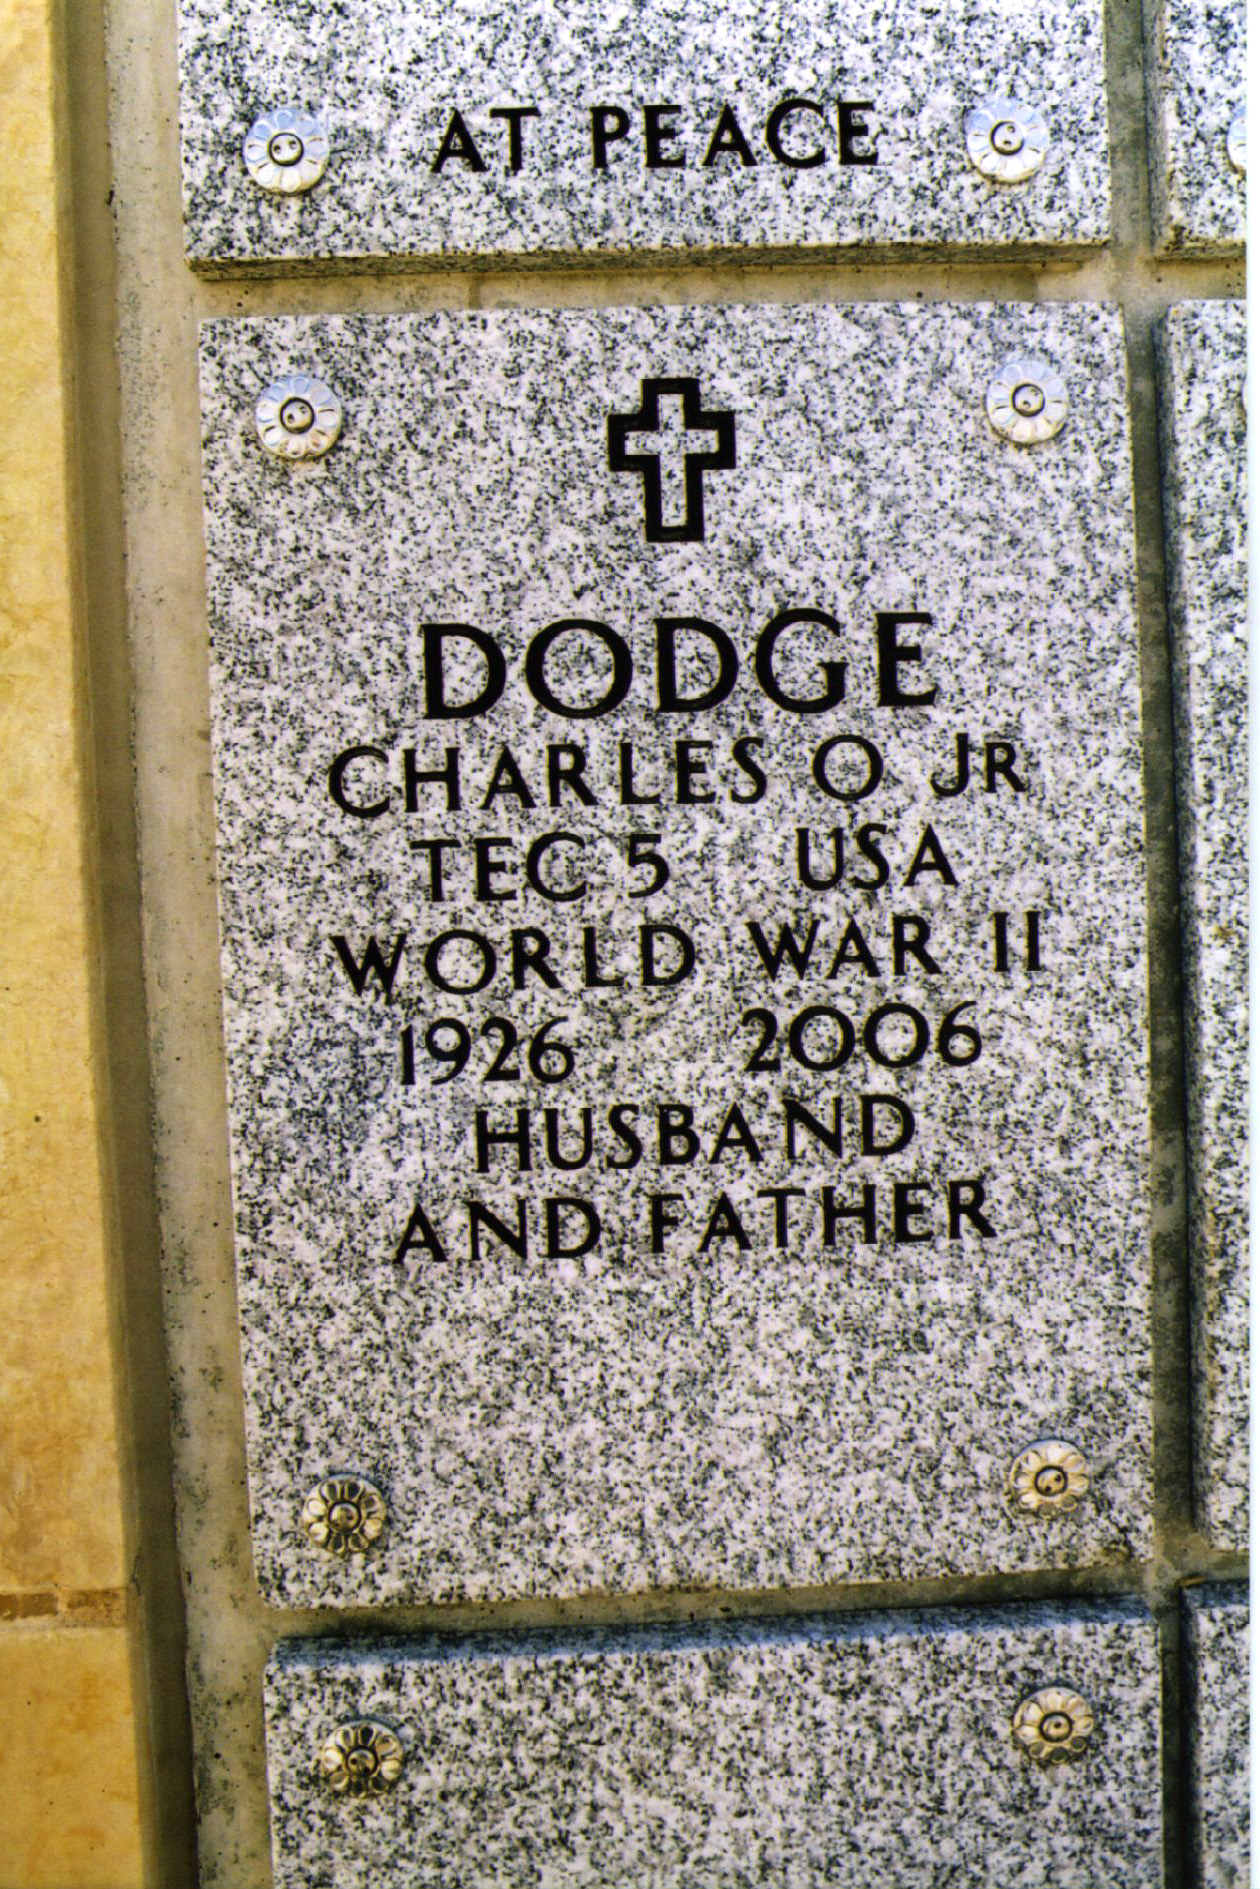 AT PEACE
DODGE
CHARLES O JR
TEC 5 USA
WORLD WAR II
1926 2006
HUSBAND
AND FATHER